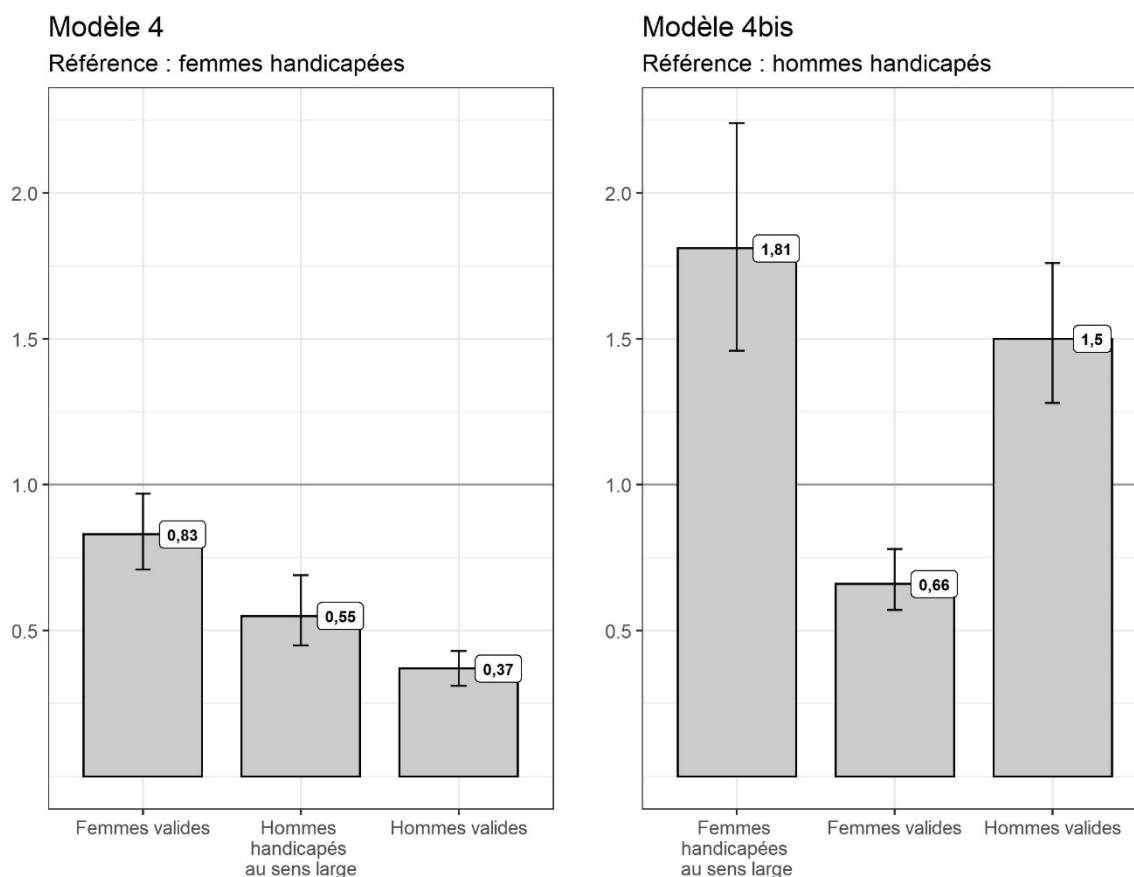 Modèle 4
Référence : femmes handicapées
2.0
1.5
1.0
0.5
0,83
0,55
0,37
Femmes valides
Hommes
handicapés
au sens large
Hommes valides
Modèle 4bis
Référence : hommes handicapés
2.0
1.5
1.0
0.5
1,81
0,66
1,5
Femmes
handicapées
au sens large
Femmes valides
Hommes valides